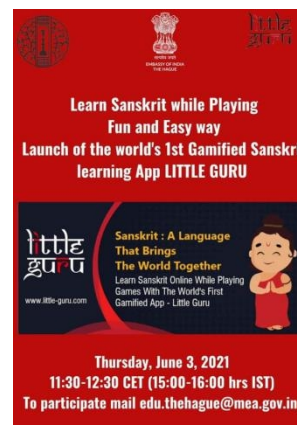 little
guru
EMBASSY OF INDIA
THE HAGUE
Learn Sanskrit while Playing
Fun and Easy way
Launch of the world's 1st Gamified Sanskr
learning App LITTLE GURU
little
guru
www.little-guru.com
Sanskrit : A Language
That Brings
The World Together
Learn Sanskrit Online While Playing
Games With The World's First
Gamified App - Little Guru
Thursday, June 3, 2021
11:30-12:30 CET (15:00-16:00 hrs IST)
To participate mail edu.thehague@mea.gov.in